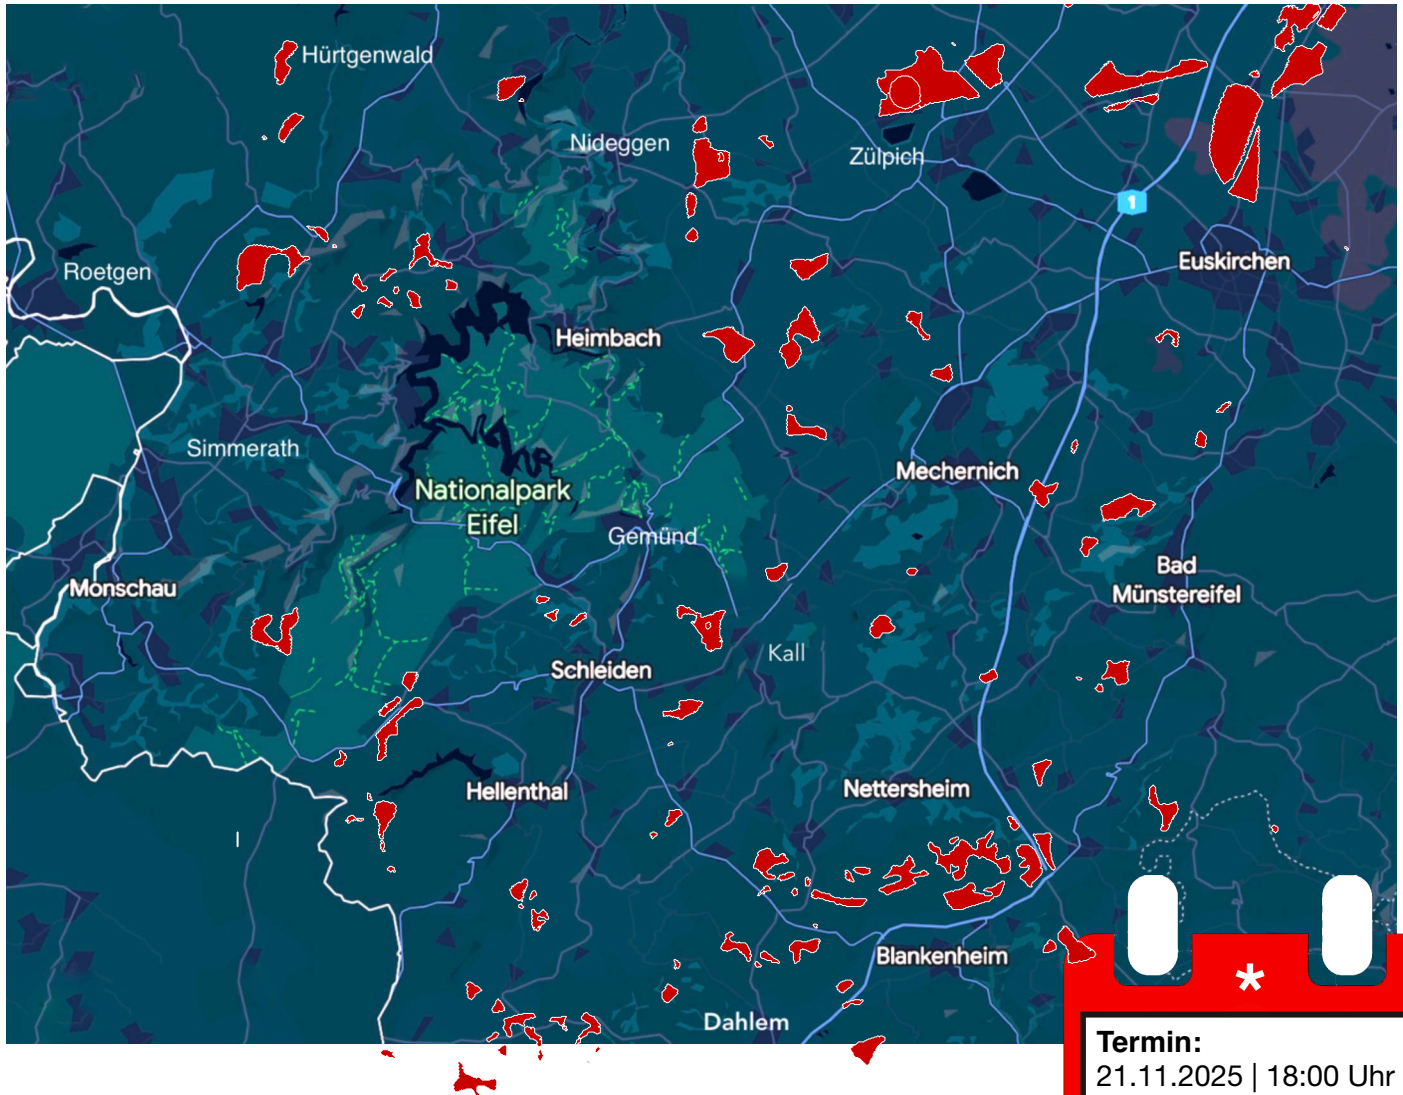 Hürtgenwald
Nideggen
Zülpich
1
Euskirchen
Roetgen
Heimbach
Simmerath
Mechernich
Nationalpark
Eifel
Gemünd
Bad
Münstereifel
Monschau
Kall
Schleiden
Hellenthal
Nettersheim
Blankenheim
*
Dahlem
Termin:
21.11.2025 | 18:00 Uhr